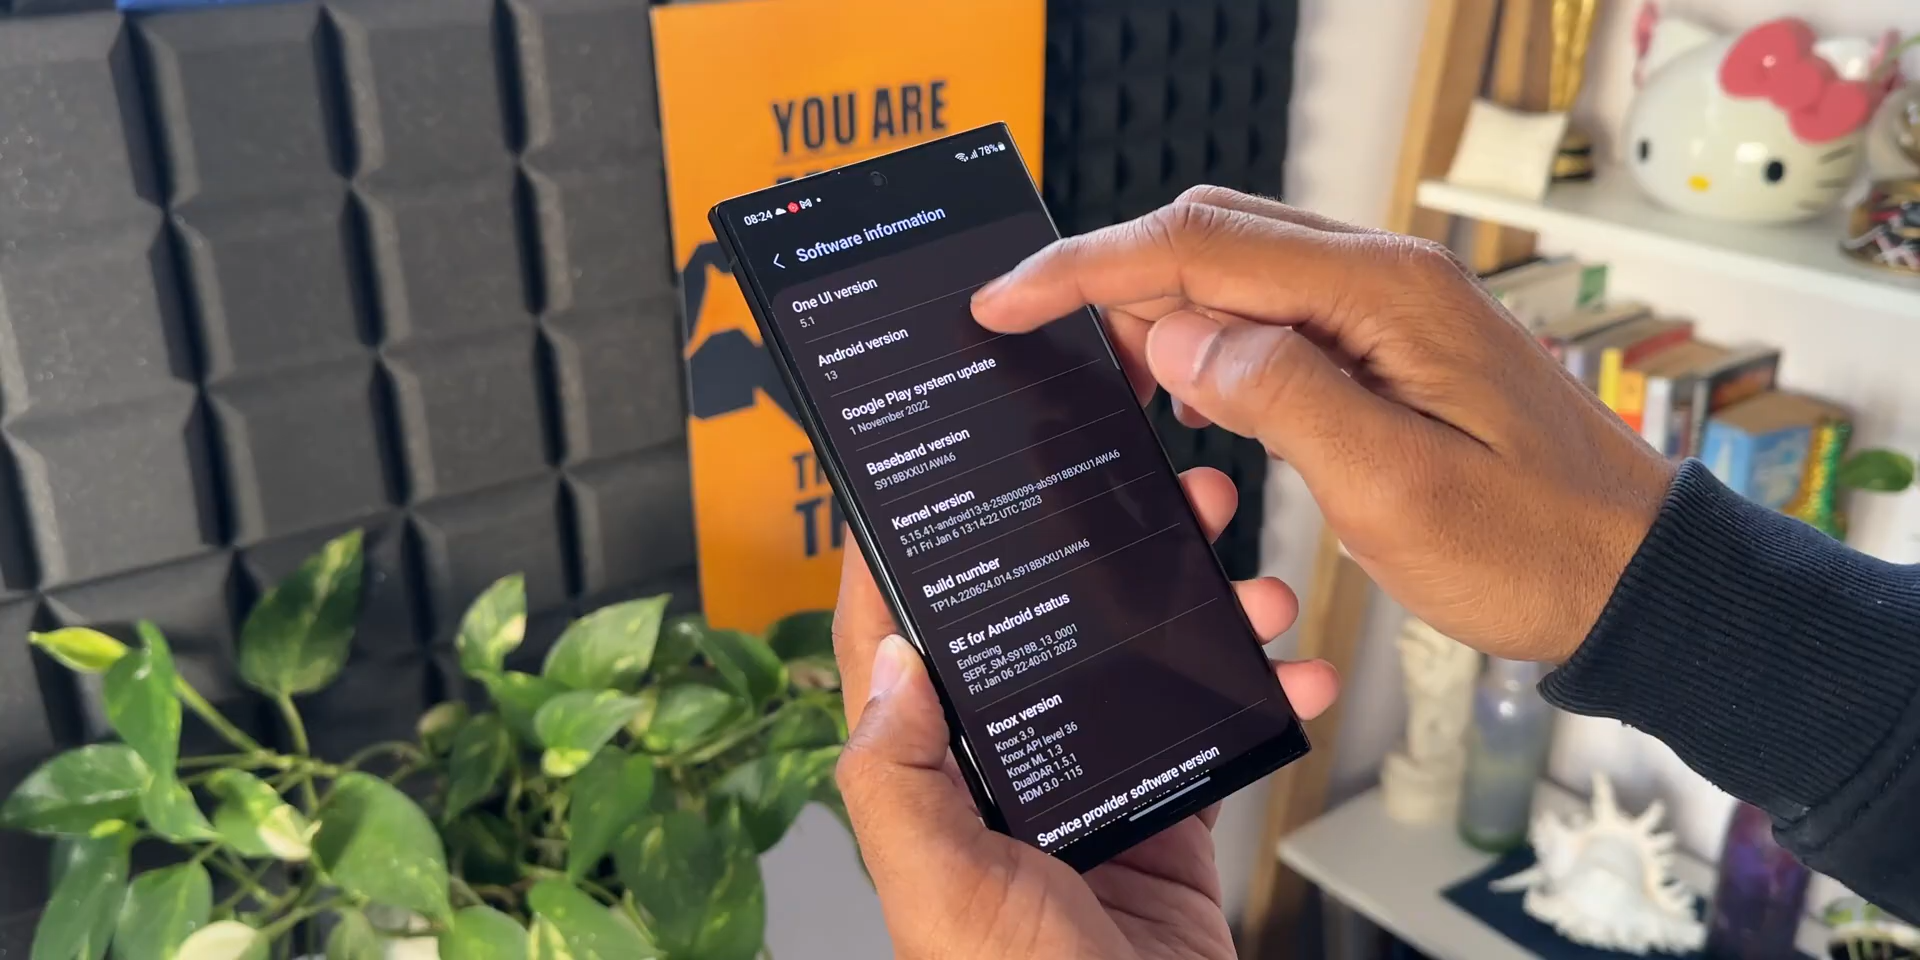 YOU ARE
08:24
78%
Software information
One UI version
5.1
Android version
13
Google Play system update
1 November 2022
Baseband version
S918BXXU1AWA6
Kernel version
5.15.41-android13-8-25800099-abS918BXXU1AWA6
#1 Fri Jan 6 13:14:22 UTC 2023
Build number
TP1A.220624.014.S918BXXU1AWA6
SE for Android status
Enforcing
SEPF_SM-S918B_13_0001
Fri Jan 06 22:40:01 2023
Knox version
Knox 3.9
Knox API level 36
Knox ML 1.3
DualDAR 1.5.1
HDM 3.0 - 115
Service provider software version